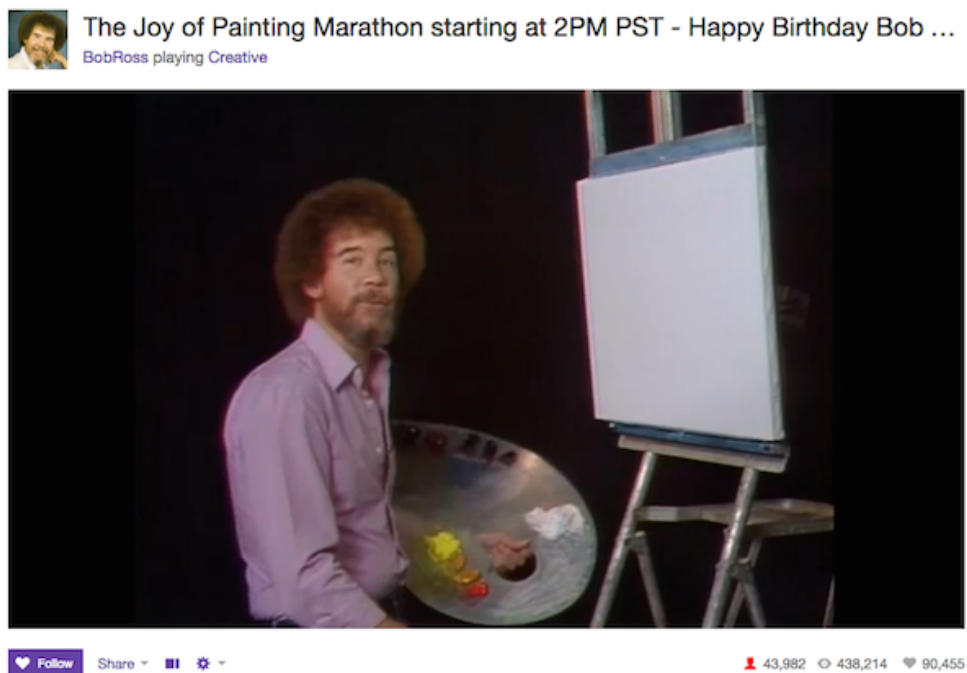 The Joy of Painting Marathon starting at 2PM PST - Happy Birthday Bob ...
BobRoss playing Creative
Follow Share 43,982 438,214 90,455